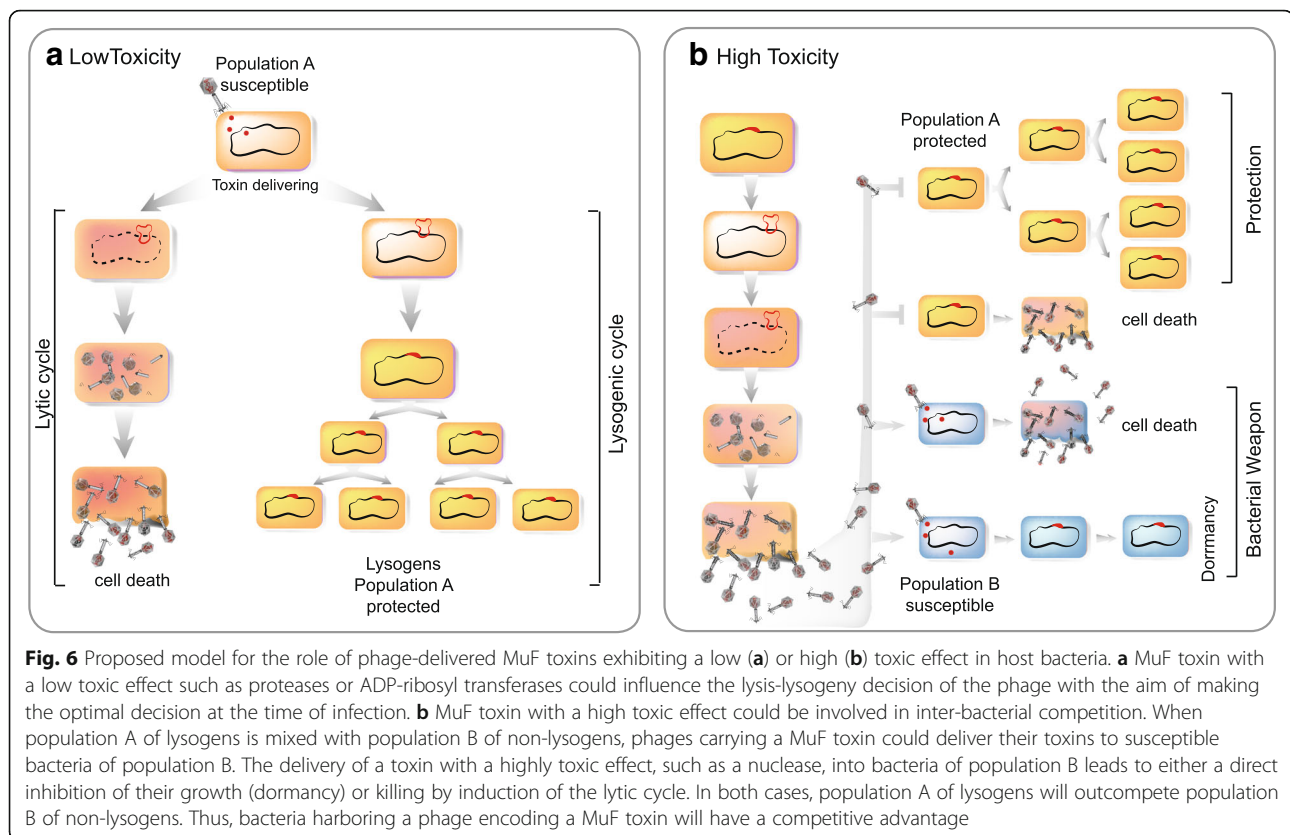 a LowToxicity
Population A
susceptible
Toxin delivering
Lytic cycle
Lysogenic cycle
cell death
Lysogens
Population A
protected
b High Toxicity
Population A
protected
Protection
cell death
cell death
Bacterial Weapon
Dorrmancy
Population B
susceptible
Fig. 6 Proposed model for the role of phage-delivered MuF toxins exhibiting a low (a) or high (b) toxic effect in host bacteria. a MuF toxin with
a low toxic effect such as proteases or ADP-ribosyl transferases could influence the lysis-lysogeny decision of the phage with the aim of making
the optimal decision at the time of infection. b MuF toxin with a high toxic effect could be involved in inter-bacterial competition. When
population A of lysogens is mixed with population B of non-lysogens, phages carrying a MuF toxin could deliver their toxins to susceptible
bacteria of population B. The delivery of a toxin with a highly toxic effect, such as a nuclease, into bacteria of population B leads to either a direct
inhibition of their growth (dormancy) or killing by induction of the lytic cycle. In both cases, population A of lysogens will outcompete population
B of non-lysogens. Thus, bacteria harboring a phage encoding a MuF toxin will have a competitive advantage